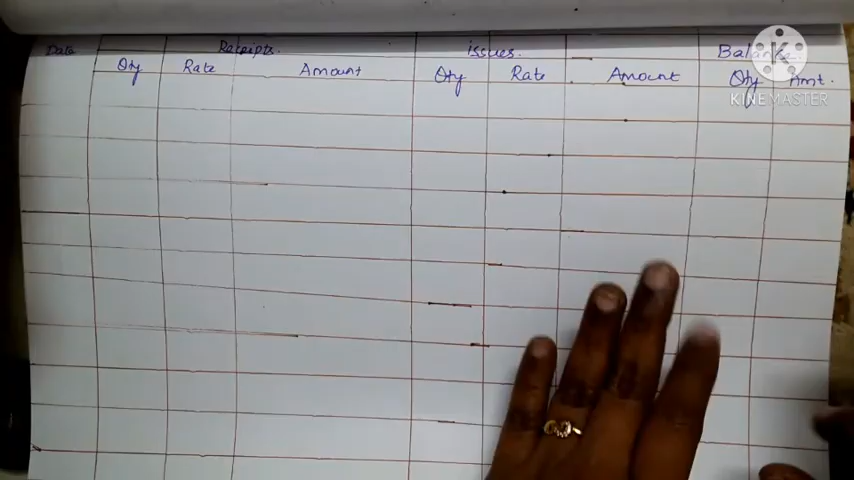 Date Receipts. Issues. Balance
Qty Rate Amount Qty Rate Amount Qty Amt.
K
KINEMASTER